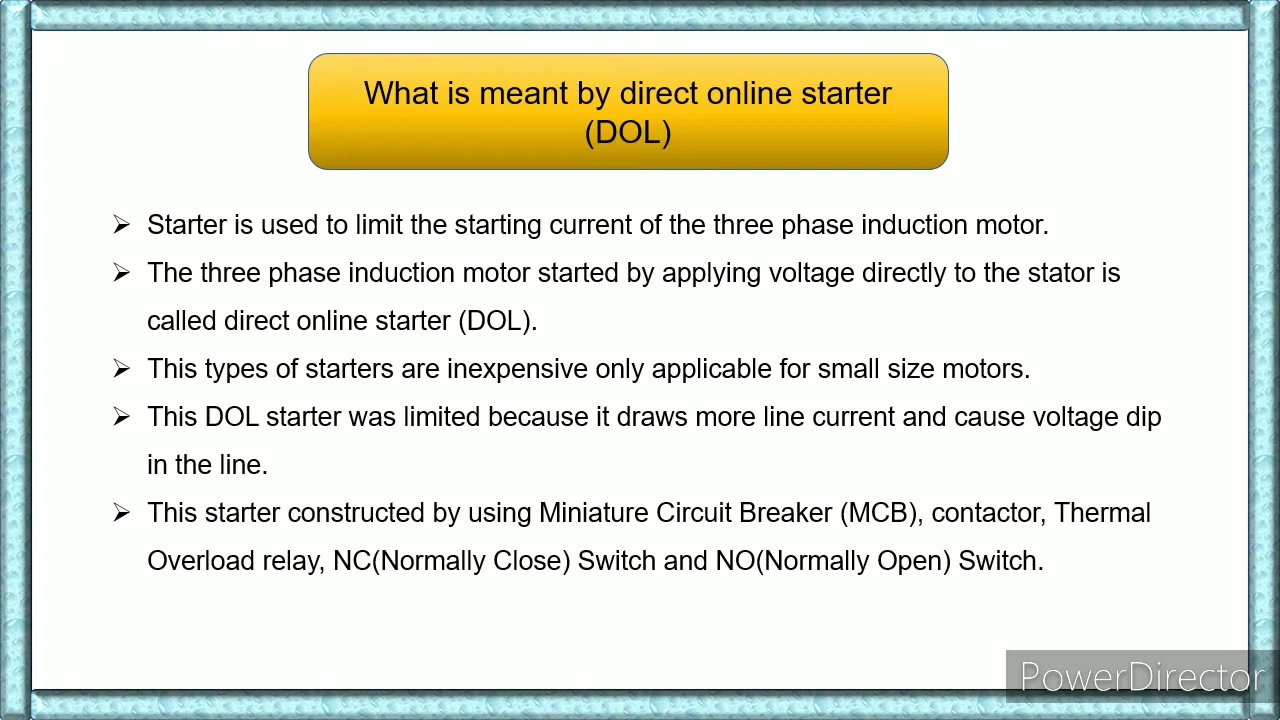 What is meant by direct online starter
(DOL)
➢ Starter is used to limit the starting current of the three phase induction motor.
➢ The three phase induction motor started by applying voltage directly to the stator is
called direct online starter (DOL).
➢ This types of starters are inexpensive only applicable for small size motors.
➢ This DOL starter was limited because it draws more line current and cause voltage dip
in the line.
➢ This starter constructed by using Miniature Circuit Breaker (MCB), contactor, Thermal
Overload relay, NC(Normally Close) Switch and NO(Normally Open) Switch.
PowerDirector